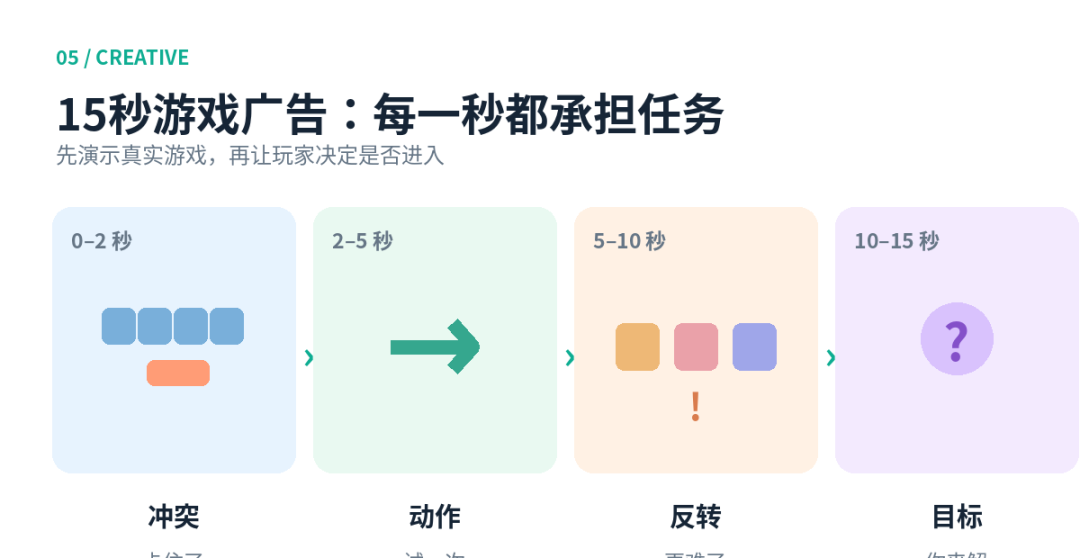 05 / CREATIVE
15秒游戏广告：每一秒都承担任务
先演示真实游戏，再让玩家决定是否进入
0–2 秒
2–5 秒
5–10 秒
10–15 秒
?
!
冲突
动作
反转
目标